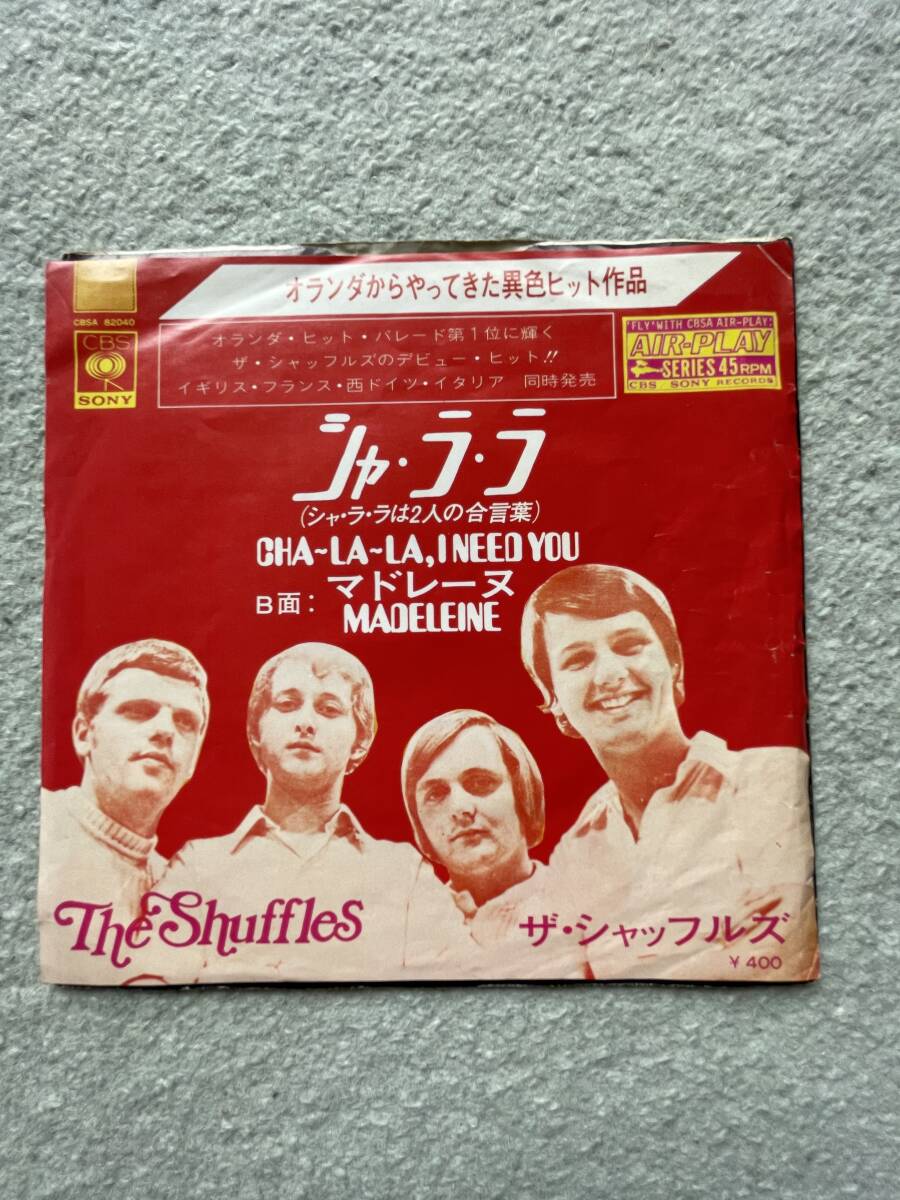 オランダからやってきた異色ヒット作品
CBSA 82040
CBS
SONY
オランダ・ヒット・パレード第1位に輝く
ザ・シャッフルズのデビュー・ヒット!!
イギリス・フランス・西ドイツ・イタリア 同時発売
'FLY' WITH CBSA AIR-PLAY!
AIR-PLAY
SERIES 45RPM
CBS SONY RECORDS
シャ・ラ・ラ
(シャ・ラ・ラは2人の合言葉)
CHA~LA~LA, I NEED YOU
B面: マドレーヌ
MADELEINE
The Shuffles
ザ・シャッフルズ
¥400